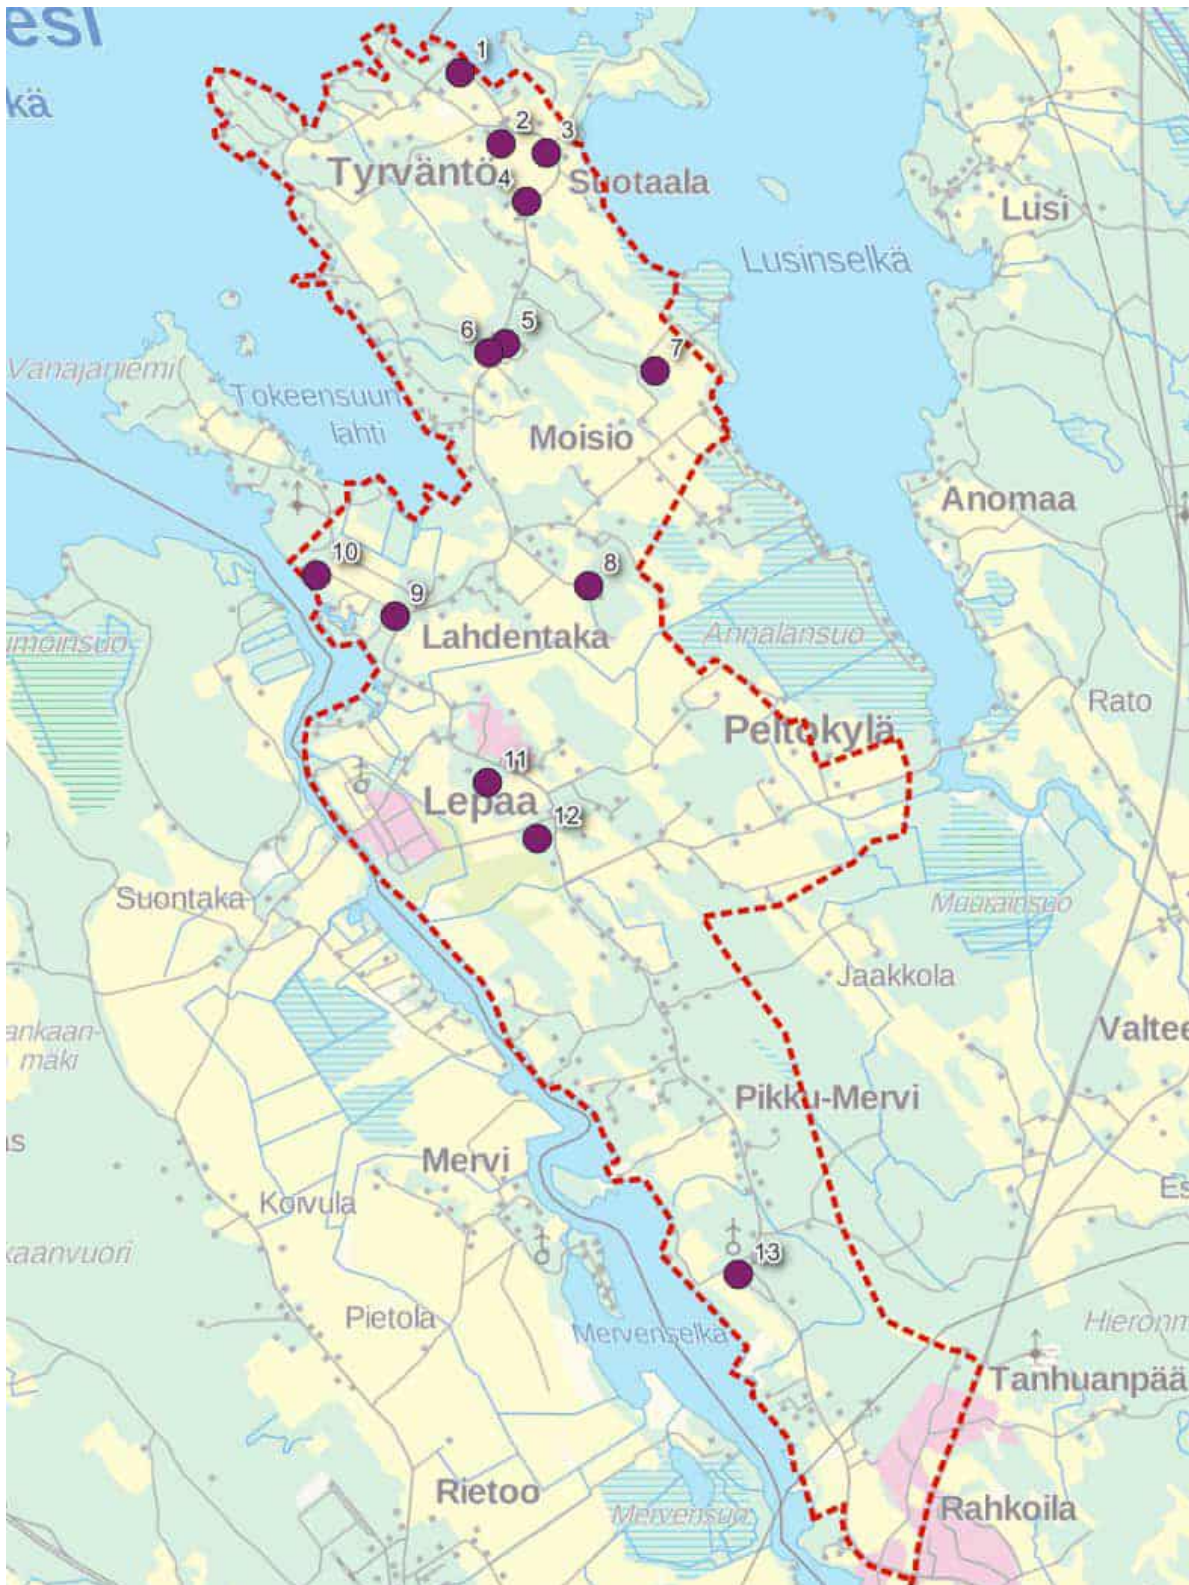 esi
kä
1
2
3
Tyrväntö
4
Suotaala
Lusi
Lusinselkä
5
6
7
Vanajaniemi
Tokeensuun
lahti
Moisio
Anomaa
10
8
9
Lahdentaka
Annalansuo
Rato
Peltokylä
11
Lepaa
12
Suontaka
Muurainsuo
Jaakkola
ankaan-
mäki
Pikku-Mervi
Mervi
Koivula
13
Pietola
Mervenselkä
Tanhuanpää
Rietoo
Rahkoila
Mervensuo